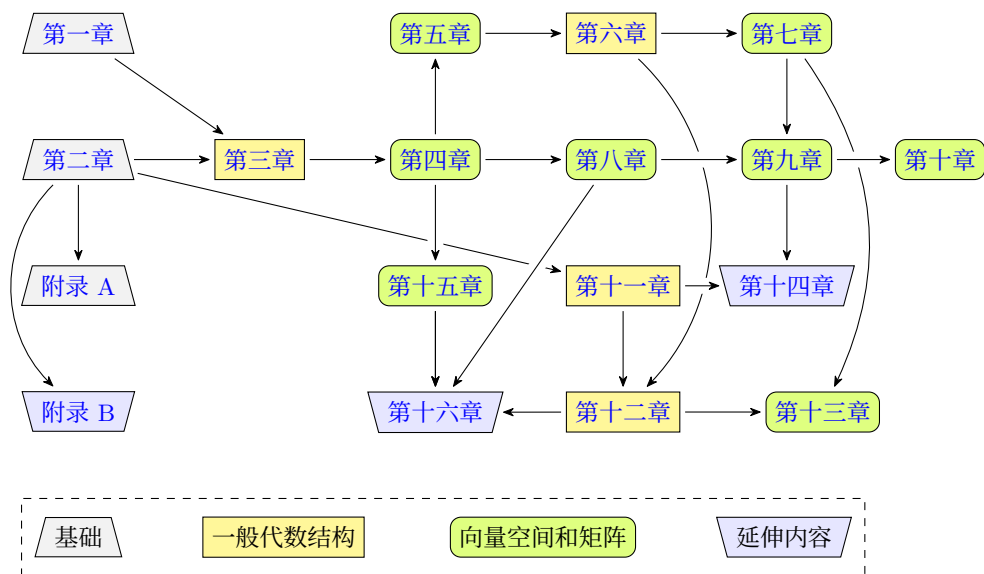 第一章 第五章 第六章 第七章
第二章 第三章 第四章 第八章 第九章 第十章
附录 A 第十五章 第十一章 第十四章
附录 B 第十六章 第十二章 第十三章
基础 一般代数结构 向量空间和矩阵 延伸内容